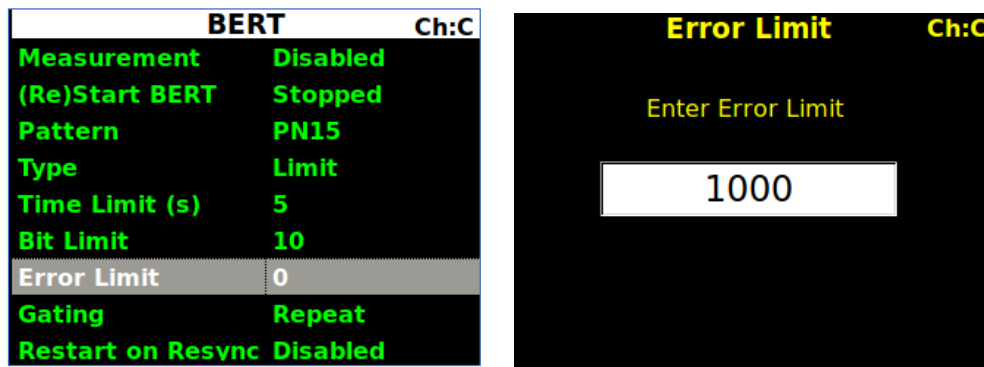 BERT Ch:C
Measurement Disabled
(Re)Start BERT Stopped
Pattern PN15
Type Limit
Time Limit (s) 5
Bit Limit 10
Error Limit 0
Gating Repeat
Restart on Resync Disabled
Error Limit Ch:C
Enter Error Limit
1000